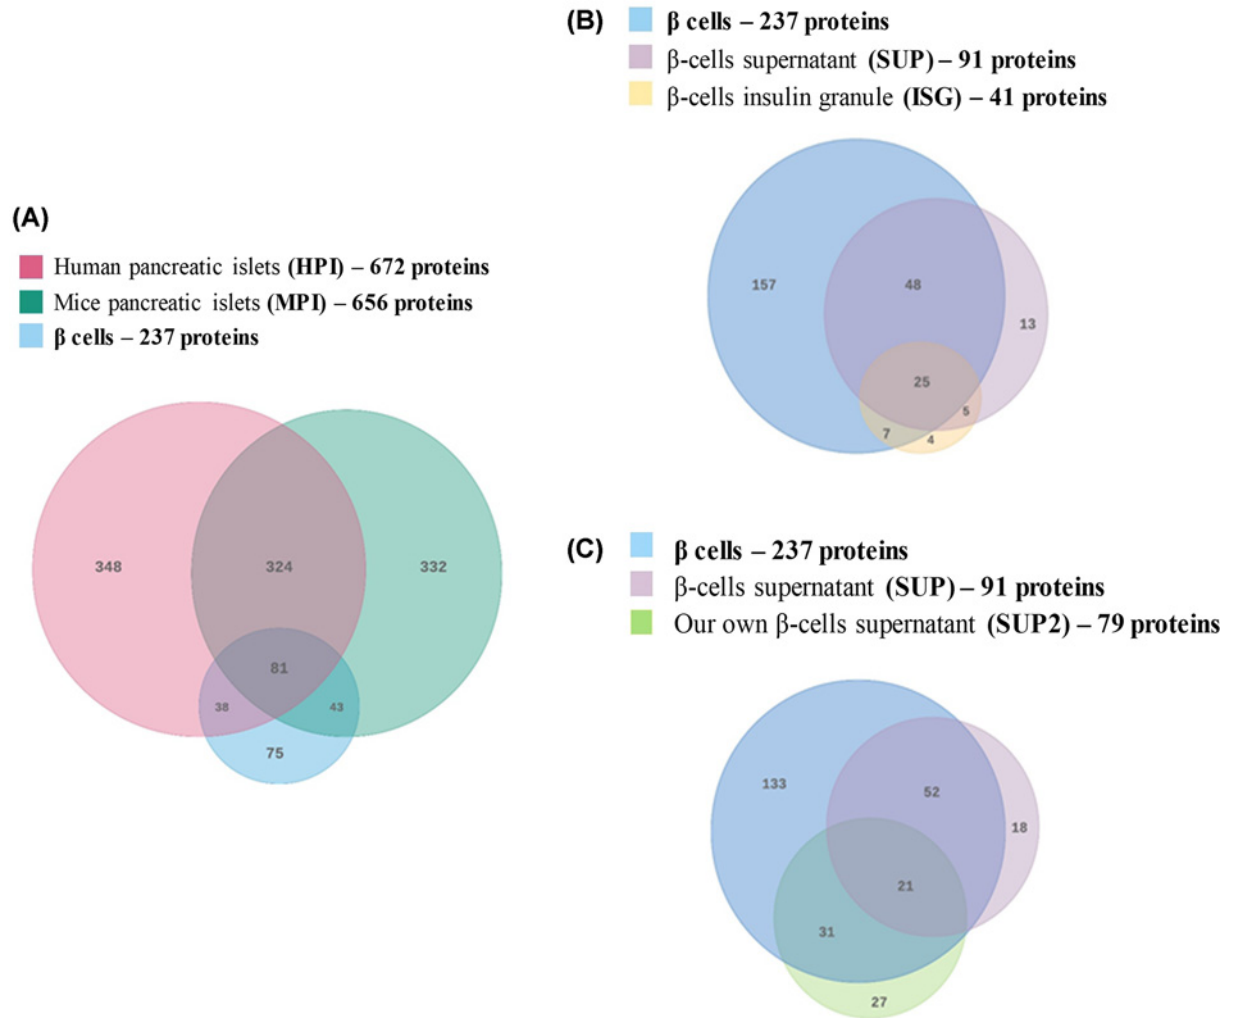 (A)
Human pancreatic islets (HPI) – 672 proteins
Mice pancreatic islets (MPI) – 656 proteins
β cells – 237 proteins
348
324
332
81
38
43
75
(B)
β cells – 237 proteins
β-cells supernatant (SUP) – 91 proteins
β-cells insulin granule (ISG) – 41 proteins
157
48
13
25
5
7
4
(C)
β cells – 237 proteins
β-cells supernatant (SUP) – 91 proteins
Our own β-cells supernatant (SUP2) – 79 proteins
133
52
18
21
31
27